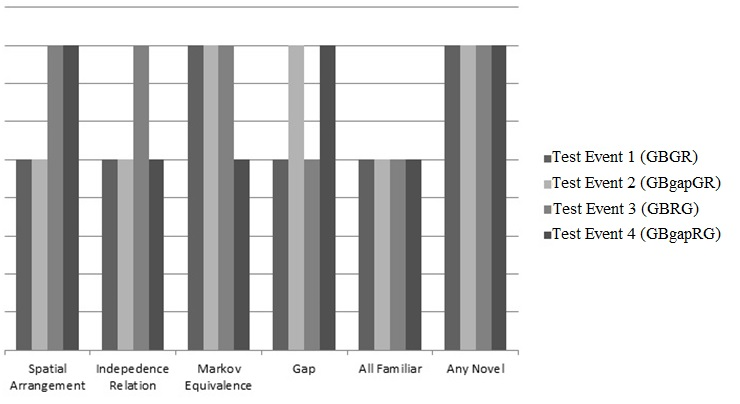 Test Event 1 (GBGR)
Test Event 2 (GBgapGR)
Test Event 3 (GBRG)
Test Event 4 (GBgapRG)
Spatial Arrangement
Indepedence Relation
Markov Equivalence
Gap
All Familiar
Any Novel